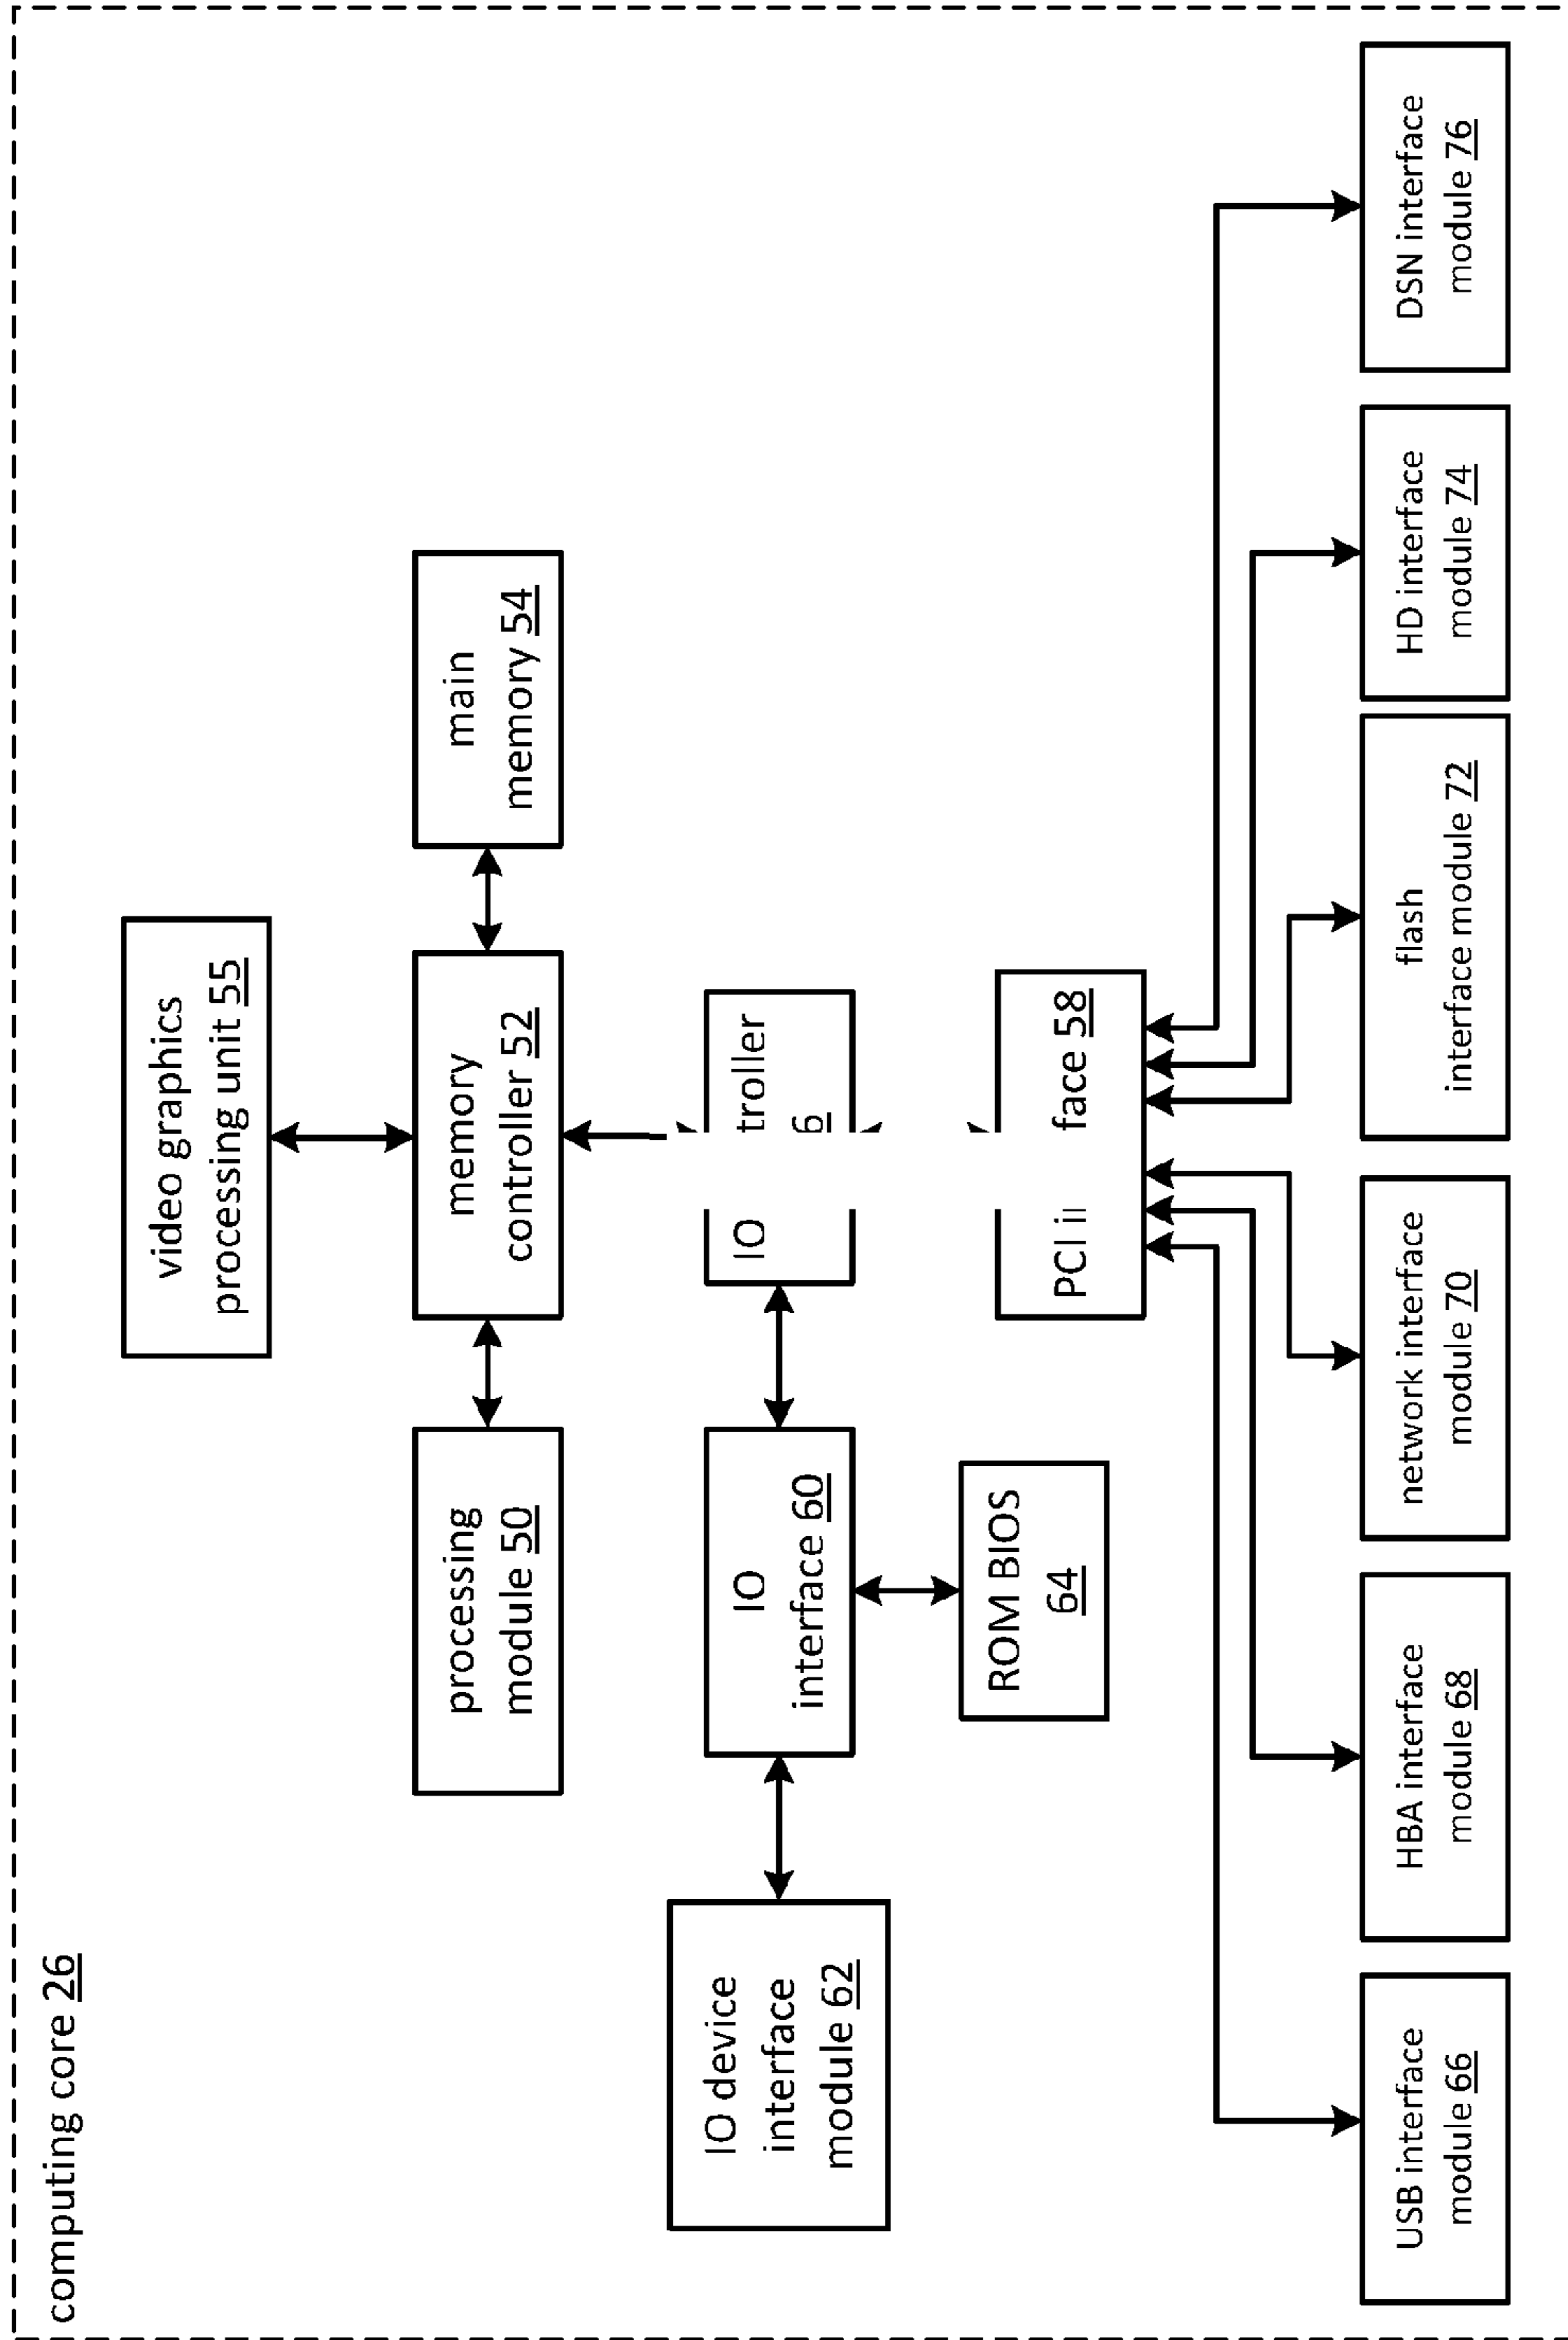 computing core 26
video graphics
processing unit 55
processing
module 50
memory
controller 52
main
memory 54
IO device
interface
module 62
IO
interface 60
IO troller
6
ROM BIOS
64
PCI face 58
USB interface
module 66
HBA interface
module 68
network interface
module 70
flash
interface module 72
HD interface
module 74
DSN interface
module 76